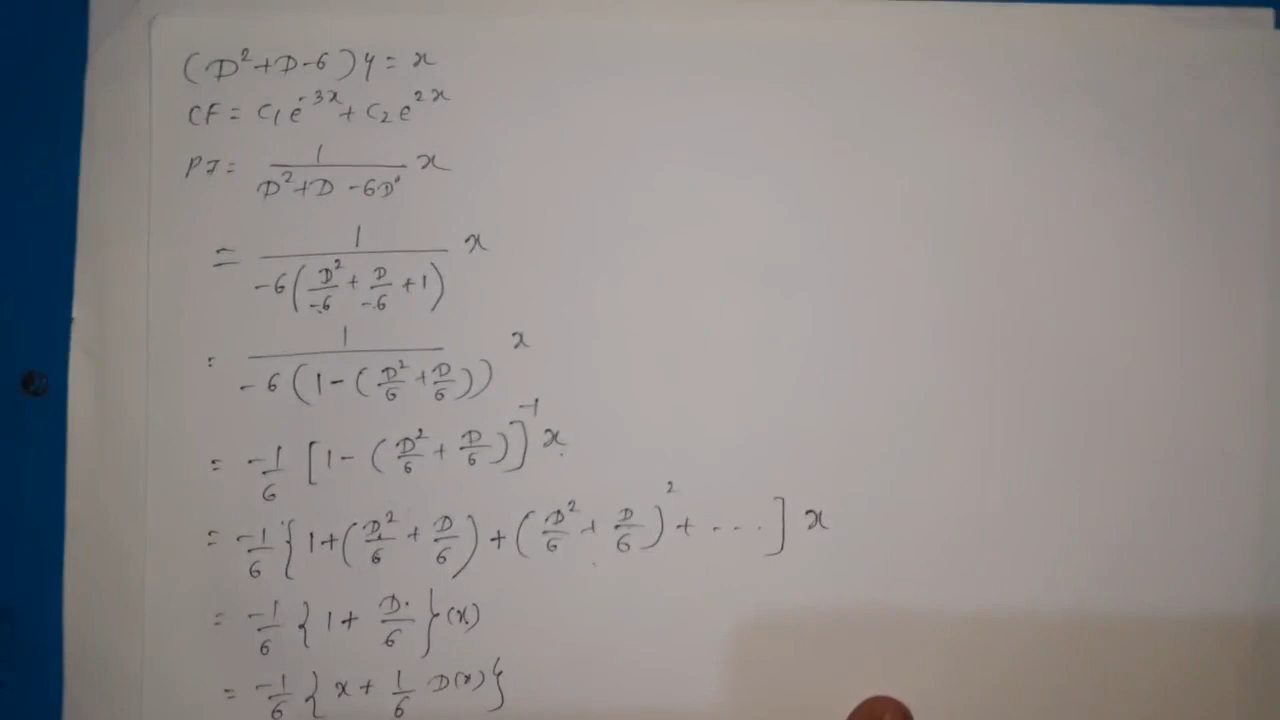 (D²+D-6)y = x
CF = C₁e⁻³ˣ + C₂e²ˣ
PI = 1/(D²+D-6D⁰) x
= 1/(-6(D²/-6 + D/-6 + 1)) x
= 1/(-6(1-(D²/6 + D/6))) x
= -1/6 [1-(D²/6 + D/6)]⁻¹ x
= -1/6 {1+(D²/6 + D/6)+(D²/6 + D/6)²+ ....] x
= -1/6 {1+ D/6}(x)
= -1/6 {x + 1/6 D(x)}